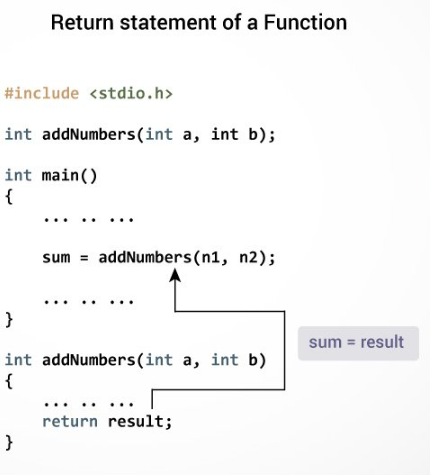 Return statement of a Function
#include <stdio.h>
int addNumbers(int a, int b);
int main()
{
... .. ...
sum = addNumbers(n1, n2);
... .. ...
}
sum = result
int addNumbers(int a, int b)
{
... .. ...
return result;
}